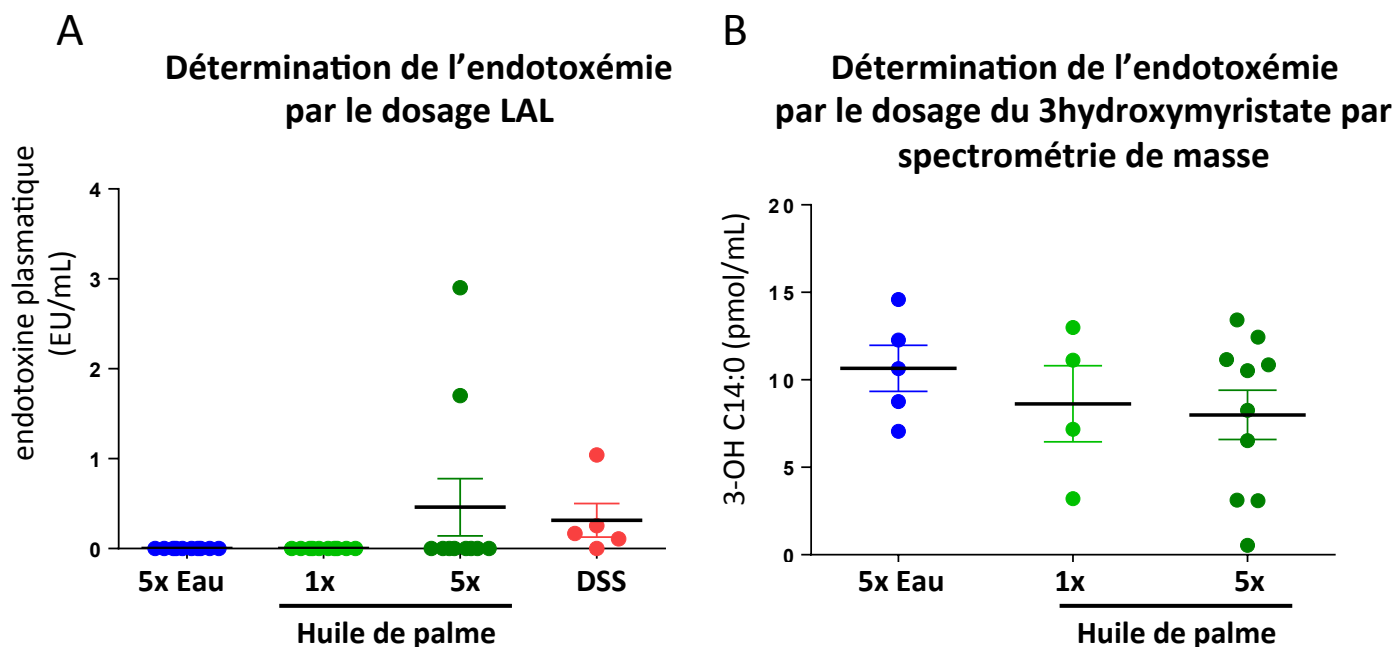 A
Détermination de l'endotoxémie
par le dosage LAL
endotoxine plasmatique
(EU/mL)
4
3
2
1
0
5x Eau
1x
5x
DSS
Huile de palme
B
Détermination de l'endotoxémie
par le dosage du 3hydroxymyristate par
spectrométrie de masse
3-OH C14:0 (pmol/mL)
20
15
10
5
0
5x Eau
1x
5x
Huile de palme